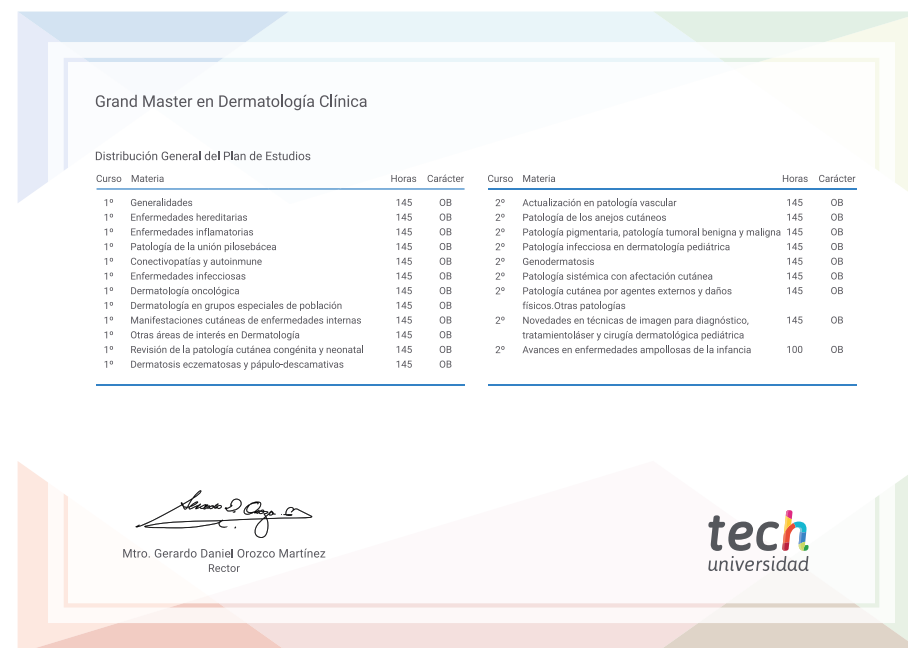 Grand Master en Dermatología Clínica
Distribución General del Plan de Estudios
Curso Materia Horas Carácter
1º Generalidades 145 OB
1º Enfermedades hereditarias 145 OB
1º Enfermedades inflamatorias 145 OB
1º Patología de la unión pilosebácea 145 OB
1º Conectivopatías y autoinmune 145 OB
1º Enfermedades infecciosas 145 OB
1º Dermatología oncológica 145 OB
1º Dermatología en grupos especiales de población 145 OB
1º Manifestaciones cutáneas de enfermedades internas 145 OB
1º Otras áreas de interés en Dermatología 145 OB
1º Revisión de la patología cutánea congénita y neonatal 145 OB
1º Dermatosis eczematosas y pápulo-descamativas 145 OB
Curso Materia Horas Carácter
2º Actualización en patología vascular 145 OB
2º Patología de los anejos cutáneos 145 OB
2º Patología pigmentaria, patología tumoral benigna y maligna 145 OB
2º Patología infecciosa en dermatología pediátrica 145 OB
2º Genodermatosis 145 OB
2º Patología sistémica con afectación cutánea 145 OB
2º Patología cutánea por agentes externos y daños 145 OB
físicos.Otras patologías
2º Novedades en técnicas de imagen para diagnóstico, 145 OB
tratamientoláser y cirugía dermatológica pediátrica
2º Avances en enfermedades ampollosas de la infancia 100 OB
Mtro. Gerardo Daniel Orozco Martínez
Rector
tech
universidad